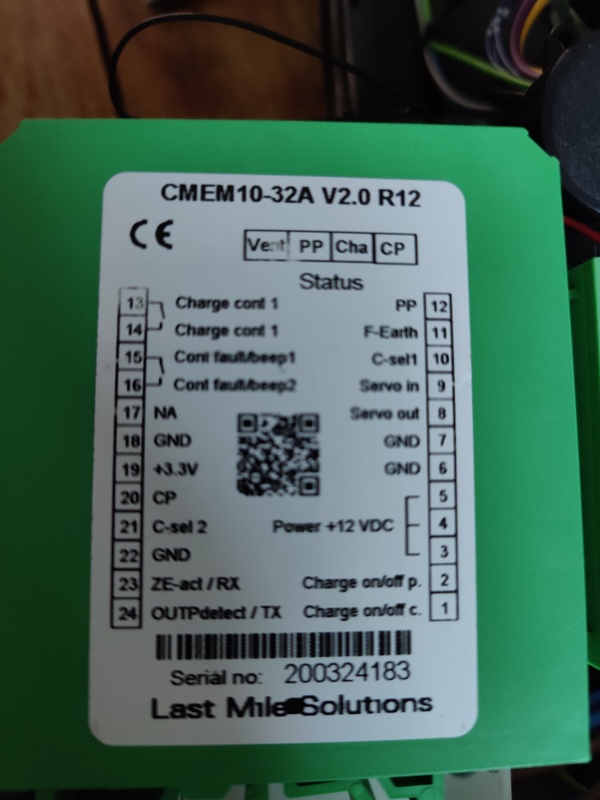 CMEM10-32A V2.0 R12
CE
Vent PP Cha CP
Status
13 Charge cont 1 PP 12
14 Charge cont 1 F-Earth 11
15 Cont fault/beep1 C-sel1 10
16 Cont fault/beep2 Servo in 9
17 NA Servo out 8
18 GND GND 7
19 +3.3V GND 6
20 CP 5
21 C-sel 2 Power +12 VDC 4
22 GND 3
23 ZE-act / RX Charge on/off p. 2
24 OUTPdelect / TX Charge on/off c. 1
Serial no: 200324183
Last Mile Solutions